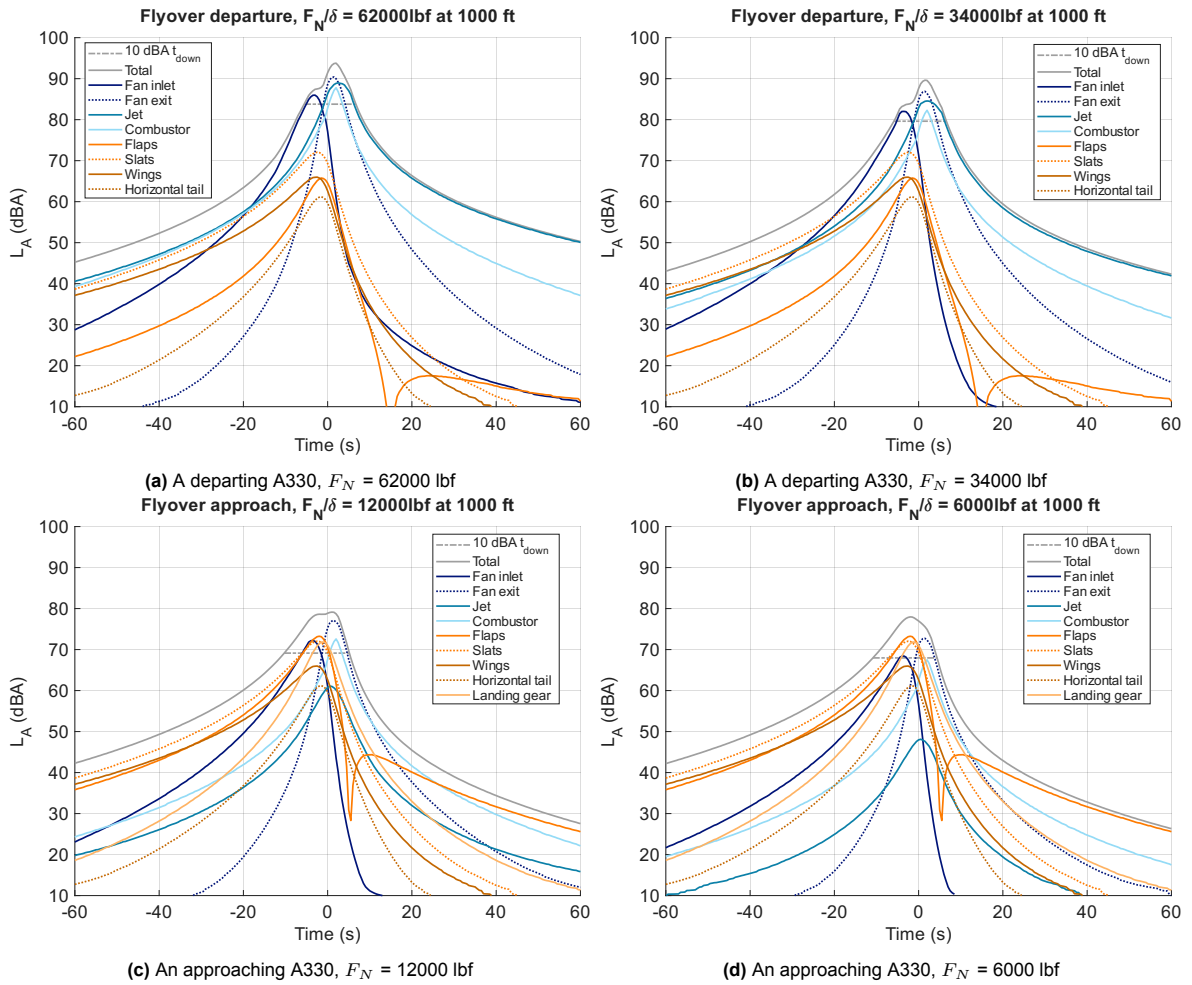 Flyover departure, F_N/δ = 62000lbf at 1000 ft
100
90
80
70
60
50
40
30
20
10
L_A (dBA)
-60 -40 -20 0 20 40 60
Time (s)
10 dBA t_down
Total
Fan inlet
Fan exit
Jet
Combustor
Flaps
Slats
Wings
Horizontal tail
(a) A departing A330, F_N = 62000 lbf
Flyover departure, F_N/δ = 34000lbf at 1000 ft
100
90
80
70
60
50
40
30
20
10
L_A (dBA)
-60 -40 -20 0 20 40 60
Time (s)
10 dBA t_down
Total
Fan inlet
Fan exit
Jet
Combustor
Flaps
Slats
Wings
Horizontal tail
(b) A departing A330, F_N = 34000 lbf
Flyover approach, F_N/δ = 12000lbf at 1000 ft
100
90
80
70
60
50
40
30
20
10
L_A (dBA)
-60 -40 -20 0 20 40 60
Time (s)
10 dBA t_down
Total
Fan inlet
Fan exit
Jet
Combustor
Flaps
Slats
Wings
Horizontal tail
Landing gear
(c) An approaching A330, F_N = 12000 lbf
Flyover approach, F_N/δ = 6000lbf at 1000 ft
100
90
80
70
60
50
40
30
20
10
L_A (dBA)
-60 -40 -20 0 20 40 60
Time (s)
10 dBA t_down
Total
Fan inlet
Fan exit
Jet
Combustor
Flaps
Slats
Wings
Horizontal tail
Landing gear
(d) An approaching A330, F_N = 6000 lbf